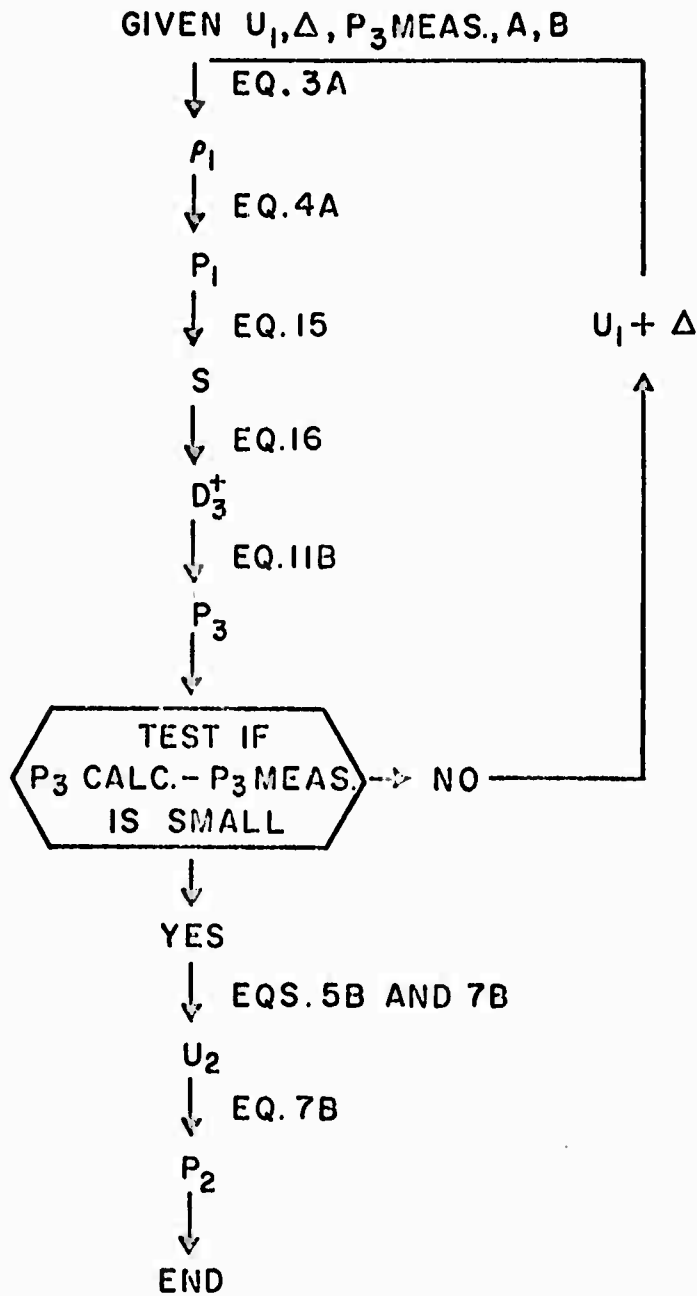 GIVEN U₁, Δ, P₃ MEAS., A, B
EQ. 3A
ρ₁
EQ. 4A
P₁
EQ. 15
U₁ + Δ
S
EQ. 16
D₃⁺
EQ. 11B
P₃
TEST IF
P₃ CALC. – P₃ MEAS.
NO
IS SMALL
YES
EQS. 5B AND 7B
U₂
EQ. 7B
P₂
END